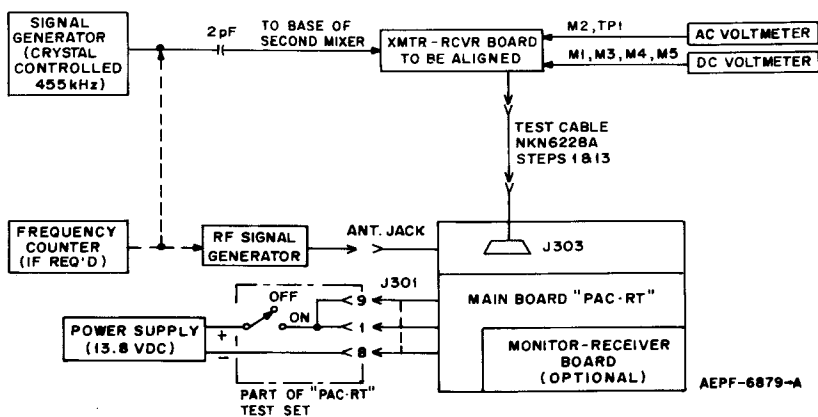 SIGNAL
GENERATOR
(CRYSTAL
CONTROLLED
455kHz)
2pF
TO BASE OF
SECOND MIXER
XMTR-RCVR BOARD
TO BE ALIGNED
M2, TP1
M1, M3, M4, M5
AC VOLTMETER
DC VOLTMETER
TEST CABLE
NKN6228A
STEPS 1&13
FREQUENCY
COUNTER
(IF REQ'D)
RF SIGNAL
GENERATOR
ANT. JACK
J303
J301
OFF
ON
9
1
8
MAIN BOARD "PAC-RT"
POWER SUPPLY
(13.8 VDC)
+
-
MONITOR-RECEIVER
BOARD
(OPTIONAL)
PART OF "PAC-RT"
TEST SET
AEPF-6879-A